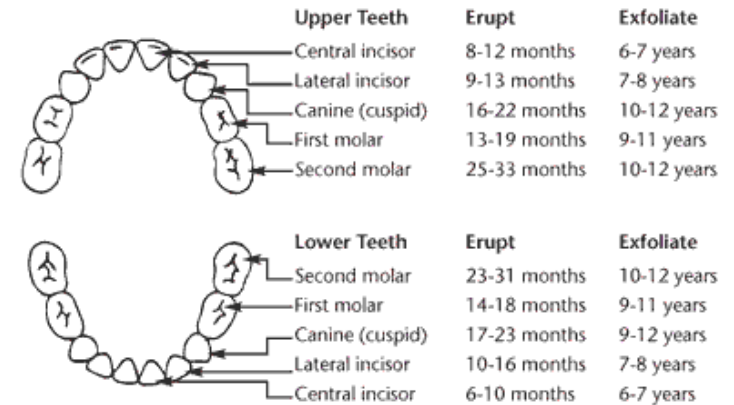 Upper Teeth Erupt Exfoliate
Central incisor 8-12 months 6-7 years
Lateral incisor 9-13 months 7-8 years
Canine (cuspid) 16-22 months 10-12 years
First molar 13-19 months 9-11 years
Second molar 25-33 months 10-12 years
Lower Teeth Erupt Exfoliate
Second molar 23-31 months 10-12 years
First molar 14-18 months 9-11 years
Canine (cuspid) 17-23 months 9-12 years
Lateral incisor 10-16 months 7-8 years
Central incisor 6-10 months 6-7 years